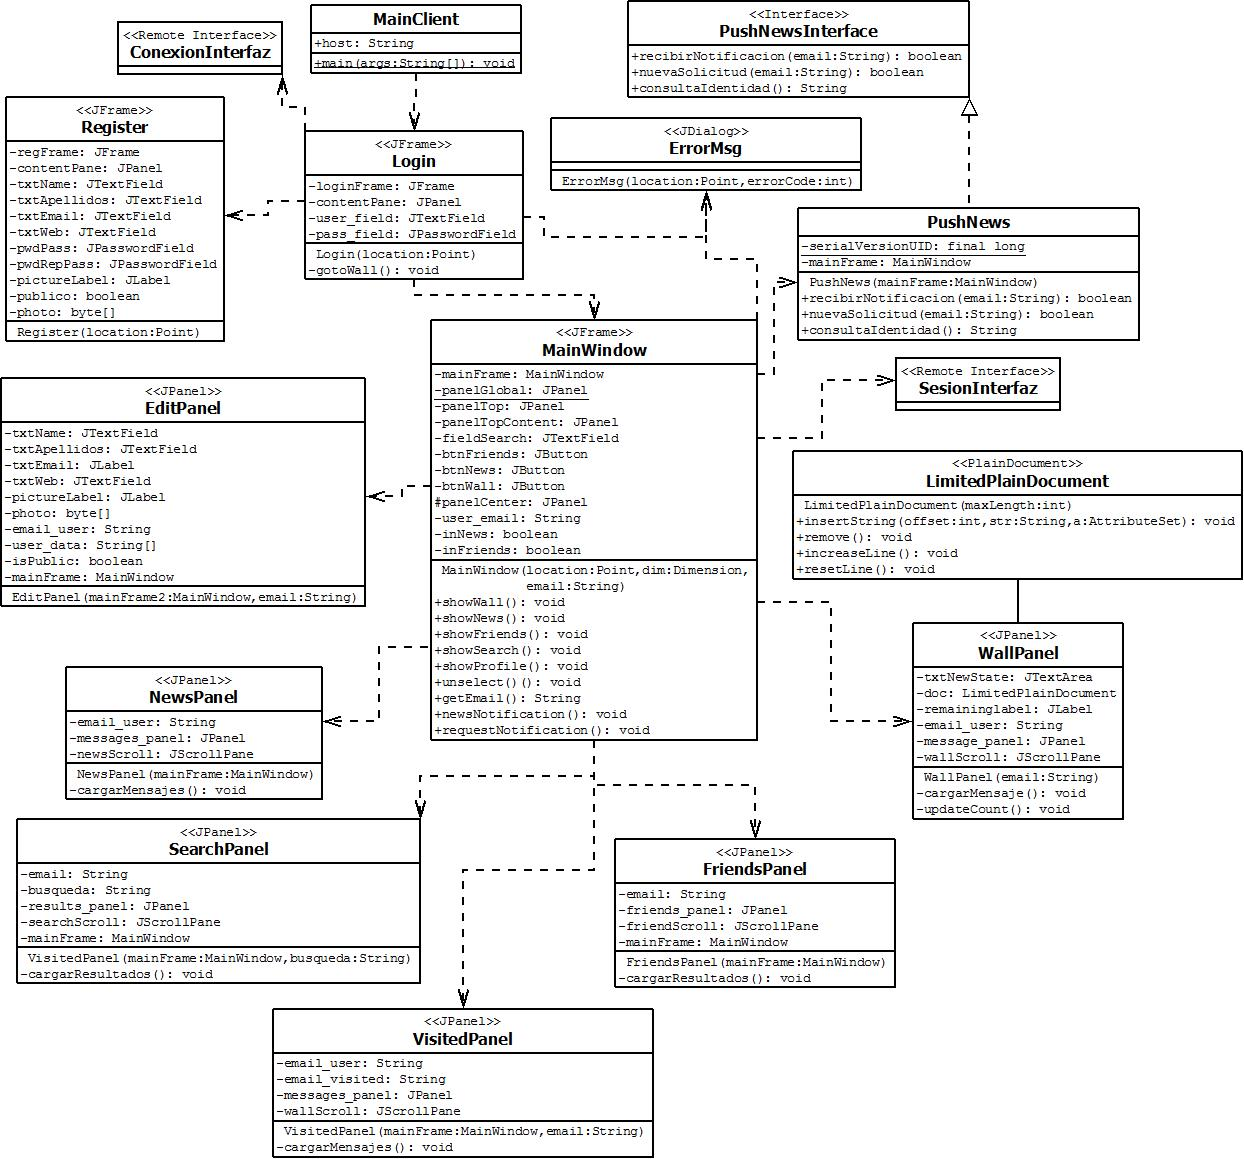 <<Remote Interface>>
ConexionInterfaz
MainClient
+host: String
+main(args:String[]): void
<<Interface>>
PushNewsInterface
+recibirNotificacion(email:String): boolean
+nuevaSolicitud(email:String): boolean
+consultaIdentidad(): String
<<JFrame>>
Register
-regFrame: JFrame
-contentPane: JPanel
-txtName: JTextField
-txtApellidos: JTextField
-txtEmail: JTextField
-txtWeb: JTextField
-pwdPass: JPasswordField
-pwdRepPass: JPasswordField
-pictureLabel: JLabel
-publico: boolean
-photo: byte[]
Register(location:Point)
<<JFrame>>
Login
-loginFrame: JFrame
-contentPane: JPanel
-user_field: JTextField
-pass_field: JPasswordField
Login(location:Point)
-gotoWall(): void
<<JDialog>>
ErrorMsg
ErrorMsg(location:Point,errorCode:int)
PushNews
-serialVersionUID: final long
-mainFrame: MainWindow
PushNews(mainFrame:MainWindow)
+recibirNotificacion(email:String): boolean
+nuevaSolicitud(email:String): boolean
+consultaIdentidad(): String
<<JFrame>>
MainWindow
-mainFrame: MainWindow
-panelGlobal: JPanel
-panelTop: JPanel
-panelTopContent: JPanel
-fieldSearch: JTextField
-btnFriends: JButton
-btnNews: JButton
-btnWall: JButton
#panelCenter: JPanel
-user_email: String
-inNews: boolean
-inFriends: boolean
MainWindow(location:Point,dim:Dimension,
email:String)
+showWall(): void
+showNews(): void
+showFriends(): void
+showSearch(): void
+showProfile(): void
+unselect()(): void
+getEmail(): String
+newsNotification(): void
+requestNotification(): void
<<Remote Interface>>
SesionInterfaz
<<JPanel>>
EditPanel
-txtName: JTextField
-txtApellidos: JTextField
-txtEmail: JLabel
-txtWeb: JTextField
-pictureLabel: JLabel
-photo: byte[]
-email_user: String
-user_data: String[]
-isPublic: boolean
-mainFrame: MainWindow
EditPanel(mainFrame2:MainWindow,email:String)
<<PlainDocument>>
LimitedPlainDocument
LimitedPlainDocument(maxLength:int)
+insertString(offset:int,str:String,a:AttributeSet): void
+remove(): void
+increaseLine(): void
+resetLine(): void
<<JPanel>>
WallPanel
-txtNewState: JTextArea
-doc: LimitedPlainDocument
-remaininglabel: JLabel
-email_user: String
-message_panel: JPanel
-wallScroll: JScrollPane
WallPanel(email:String)
-cargarMensaje(): void
-updateCount(): void
<<JPanel>>
NewsPanel
-email_user: String
-messages_panel: JPanel
-newsScroll: JScrollPane
NewsPanel(mainFrame:MainWindow)
-cargarMensajes(): void
<<JPanel>>
SearchPanel
-email: String
-busqueda: String
-results_panel: JPanel
-searchScroll: JScrollPane
-mainFrame: MainWindow
VisitedPanel(mainFrame:MainWindow,busqueda:String)
-cargarResultados(): void
<<JPanel>>
FriendsPanel
-email: String
-friends_panel: JPanel
-friendScroll: JScrollPane
-mainFrame: MainWindow
FriendsPanel(mainFrame:MainWindow)
-cargarResultados(): void
<<JPanel>>
VisitedPanel
-email_user: String
-email_visited: String
-messages_panel: JPanel
-wallScroll: JScrollPane
VisitedPanel(mainFrame:MainWindow,email:String)
-cargarMensajes(): void